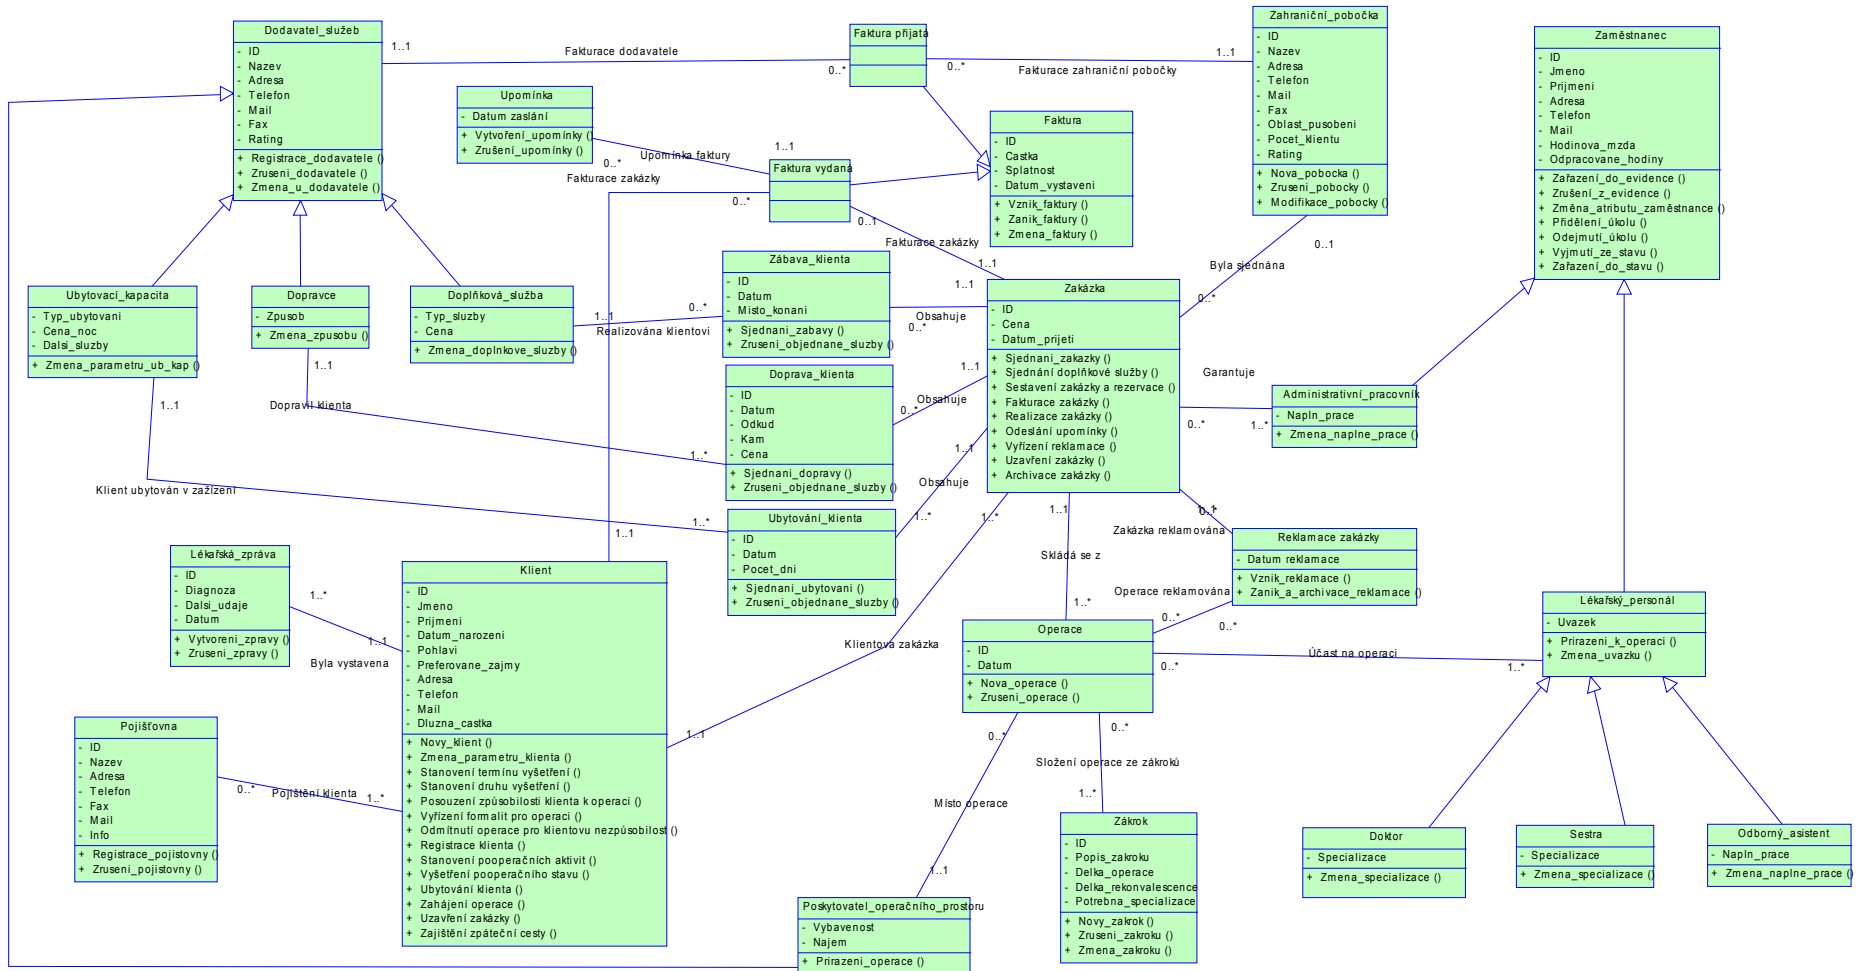 Dodavatel_služeb
- ID
- Nazev
- Adresa
- Telefon
- Mail
- Fax
- Rating
+ Registrace_dodavatele ()
+ Zruseni_dodavatele ()
+ Zmena_u_dodavatele ()
1..1
Fakturace dodavatele
0..*
Faktura přijatá
0..*
Fakturace zahraniční pobočky
1..1
Zahraniční_pobočka
- ID
- Nazev
- Adresa
- Telefon
- Mail
- Fax
- Oblast_pusobeni
- Pocet_klientu
- Rating
+ Nova_pobocka ()
+ Zruseni_pobocky ()
+ Modifikace_pobocky ()
Zaměstnanec
- ID
- Jmeno
- Prijmeni
- Adresa
- Telefon
- Mail
- Hodinova_mzda
- Odpracovane_hodiny
+ Zařazení_do_evidence ()
+ Zrušení_z_evidence ()
+ Změna_atributu_zaměstnance ()
+ Přidělení_úkolu ()
+ Odejmutí_úkolu ()
+ Vyjmutí_ze_stavu ()
+ Zařazení_do_stavu ()
Upomínka
- Datum zaslání
+ Vytvoření_upomínky ()
+ Zrušení_upomínky ()
0..*
Upomínka faktury
1..1
Fakturace zakázky
0..*
Faktura vydaná
0..1
Fakturace zakázky
1..1
Faktura
- ID
- Castka
- Splatnost
- Datum_vystaveni
+ Vznik_faktury ()
+ Zanik_faktury ()
+ Zmena_faktury ()
0..1
Byla sjednána
0..*
Ubytovací_kapacita
- Typ_ubytovani
- Cena_noc
- Dalsi_sluzby
+ Zmena_parametru_ub_kap ()
Dopravce
- Zpusob
+ Zmena_zpusobu ()
Doplňková_služba
- Typ_sluzby
- Cena
+ Zmena_doplnkove_sluzby ()
1..1
Realizována klientovi
0..*
Zábava_klienta
- ID
- Datum
- Misto_konani
+ Sjednani_zabavy ()
+ Zruseni_objednane_sluzby ()
1..1
Obsahuje
0..*
Zakázka
- ID
- Cena
- Datum_prijeti
+ Sjednani_zakazky ()
+ Sjednání doplňkové služby ()
+ Sestavení zakázky a rezervace ()
+ Fakturace zakázky ()
+ Realizace zakázky ()
+ Odeslání upomínky ()
+ Vyřízení reklamace ()
+ Uzavření zakázky ()
+ Archivace zakázky ()
1..1
Dopravil klienta
1..*
Doprava_klienta
- ID
- Datum
- Odkud
- Kam
- Cena
+ Sjednani_dopravy ()
+ Zruseni_objednane_sluzby ()
1..1
Obsahuje
0..*
Garantuje
0..*
1..*
Administrativní_pracovník
- Napln_prace
+ Zmena_naplne_prace ()
1..1
Klient ubytován v zažízení
1..*
Ubytování_klienta
- ID
- Datum
- Pocet_dni
+ Sjednani_ubytovani ()
+ Zruseni_objednane_sluzby ()
1..1
Obsahuje
1..*
1..*
Klientova zakázka
1..1
1..1
Skládá se z
1..*
Zakázka reklamována
Reklamace zakázky
- Datum reklamace
+ Vznik_reklamace ()
+ Zanik_a_archivace_reklamace ()
Operace reklamována
0..*
0..*
Lékařská_zpráva
- ID
- Diagnoza
- Dalsi_udaje
- Datum
+ Vytvoreni_zpravy ()
+ Zruseni_zpravy ()
1..*
Byla vystavena
1..1
1..1
Klient
- ID
- Jmeno
- Prijmeni
- Datum_narozeni
- Pohlavi
- Preferovane_zajmy
- Adresa
- Telefon
- Mail
- Dluzna_castka
+ Novy_klient ()
+ Zmena_parametru_klienta ()
+ Stanovení termínu vyšetření ()
+ Stanovení druhu vyšetření ()
+ Posouzení způsobilosti klienta k operaci ()
+ Vyřízení formalit pro operaci ()
+ Odmítnutí operace pro klientovu nezpůsobilost ()
+ Registrace klienta ()
+ Stanovení pooperačních aktivit ()
+ Vyšetření pooperačního stavu ()
+ Ubytování klienta ()
+ Zahájení operace ()
+ Uzavření zakázky ()
+ Zajištění zpáteční cesty ()
Pojišťovna
- ID
- Nazev
- Adresa
- Telefon
- Fax
- Mail
- Info
+ Registrace_pojistovny ()
+ Zruseni_pojistovny ()
0..*
Pojištění klienta
1..*
Operace
- ID
- Datum
+ Nova_operace ()
+ Zruseni_operace ()
0..*
Účast na operaci
1..*
Lékařský_personál
- Uvazek
+ Prirazeni_k_operaci ()
+ Zmena_uvazku ()
0..*
Místo operace
1..1
0..*
Složení operace ze zákroků
1..*
Poskytovatel_operačního_prostoru
- Vybavenost
- Najem
+ Prirazeni_operace ()
Zákrok
- ID
- Popis_zakroku
- Delka_operace
- Delka_rekonvalescence
- Potrebna_specializace
+ Novy_zakrok ()
+ Zruseni_zakroku ()
+ Zmena_zakroku ()
Doktor
- Specializace
+ Zmena_specializace ()
Sestra
- Specializace
+ Zmena_specializace ()
Odborný_asistent
- Napln_prace
+ Zmena_naplne_prace ()